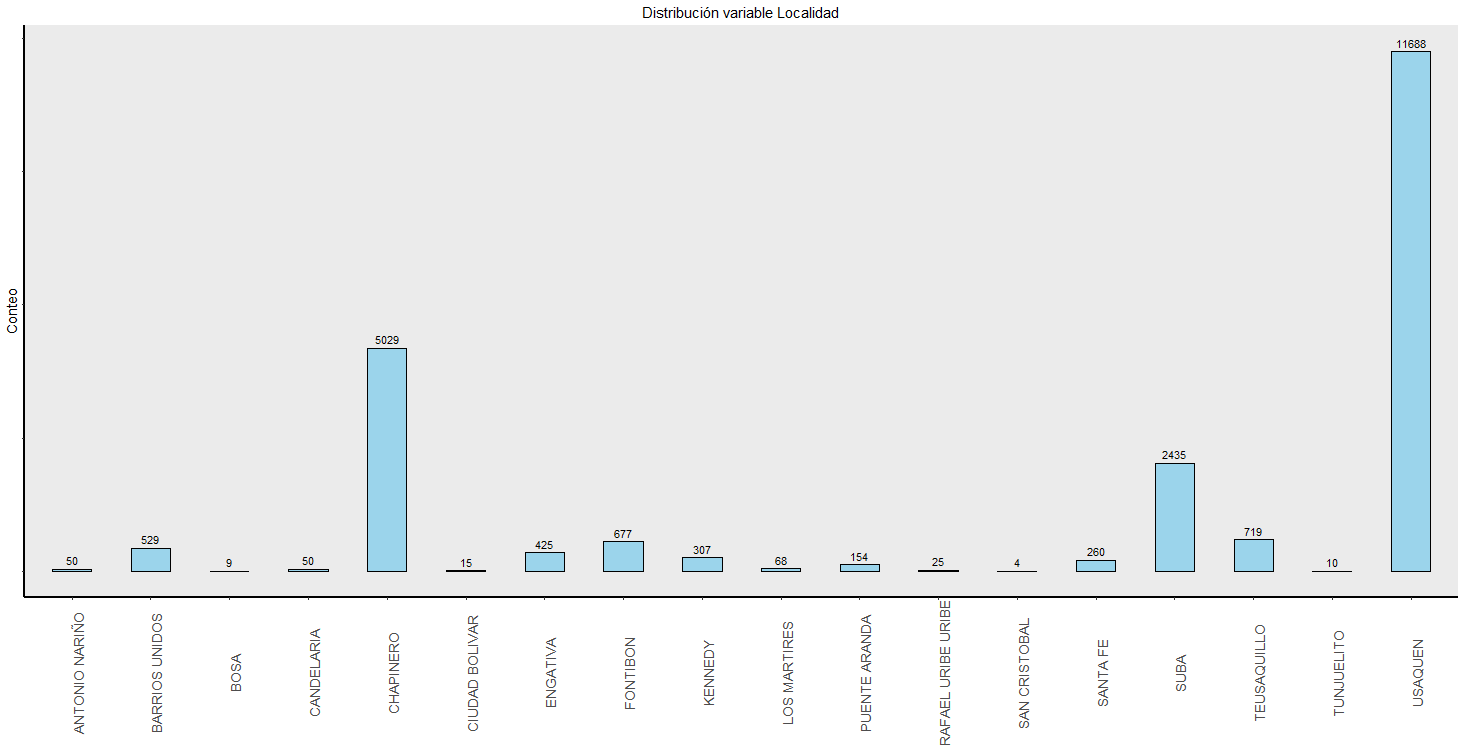 Distribución variable Localidad
Conteo
50
529
9
50
5029
15
425
677
307
68
154
25
4
260
2435
719
10
11688
ANTONIO NARIÑO
BARRIOS UNIDOS
BOSA
CANDELARIA
CHAPINERO
CIUDAD BOLIVAR
ENGATIVA
FONTIBON
KENNEDY
LOS MARTIRES
PUENTE ARANDA
RAFAEL URIBE URIBE
SAN CRISTOBAL
SANTA FE
SUBA
TEUSAQUILLO
TUNJUELITO
USAQUEN